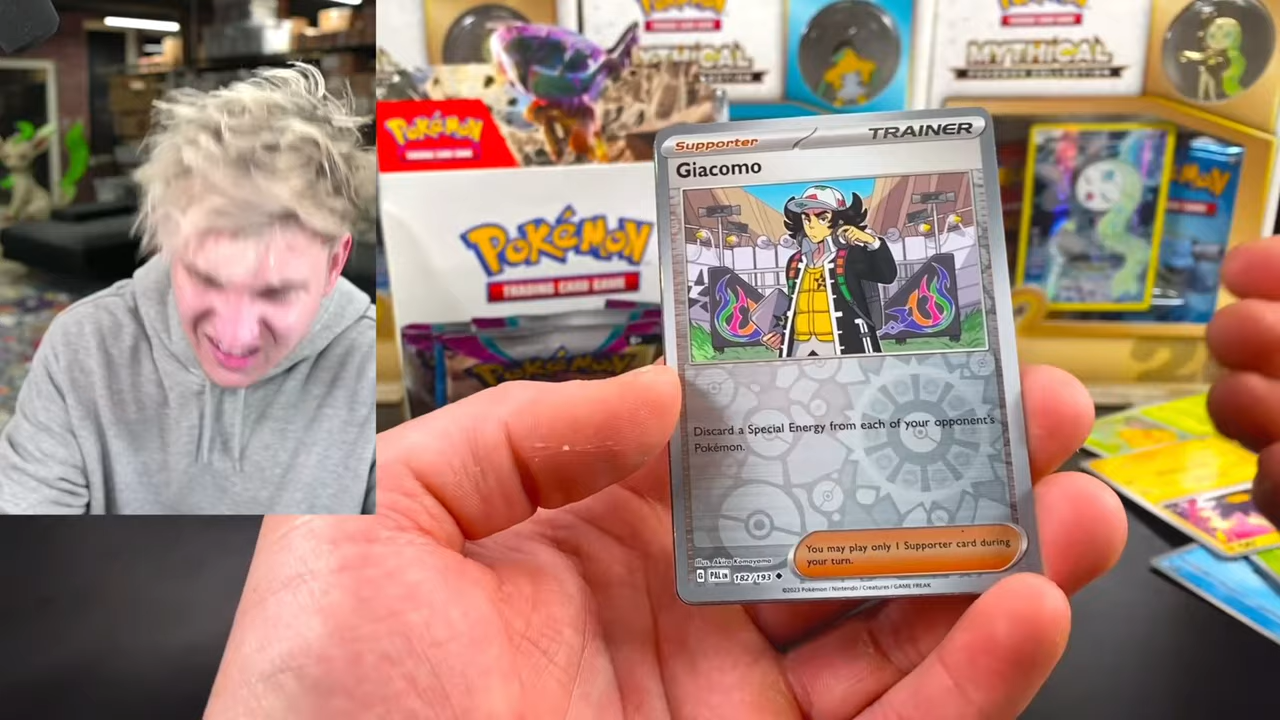 POKéMON
MYTHICAL
POKéMON
TRADING CARD GAME
Supporter
TRAINER
Giacomo
Discard a Special Energy from each of your opponent's
Pokémon.
You may play only 1 Supporter card during
your turn.
Illus. Akira Komayama
G PAL EN 182/193
©2023 Pokémon / Nintendo / Creatures / GAME FREAK